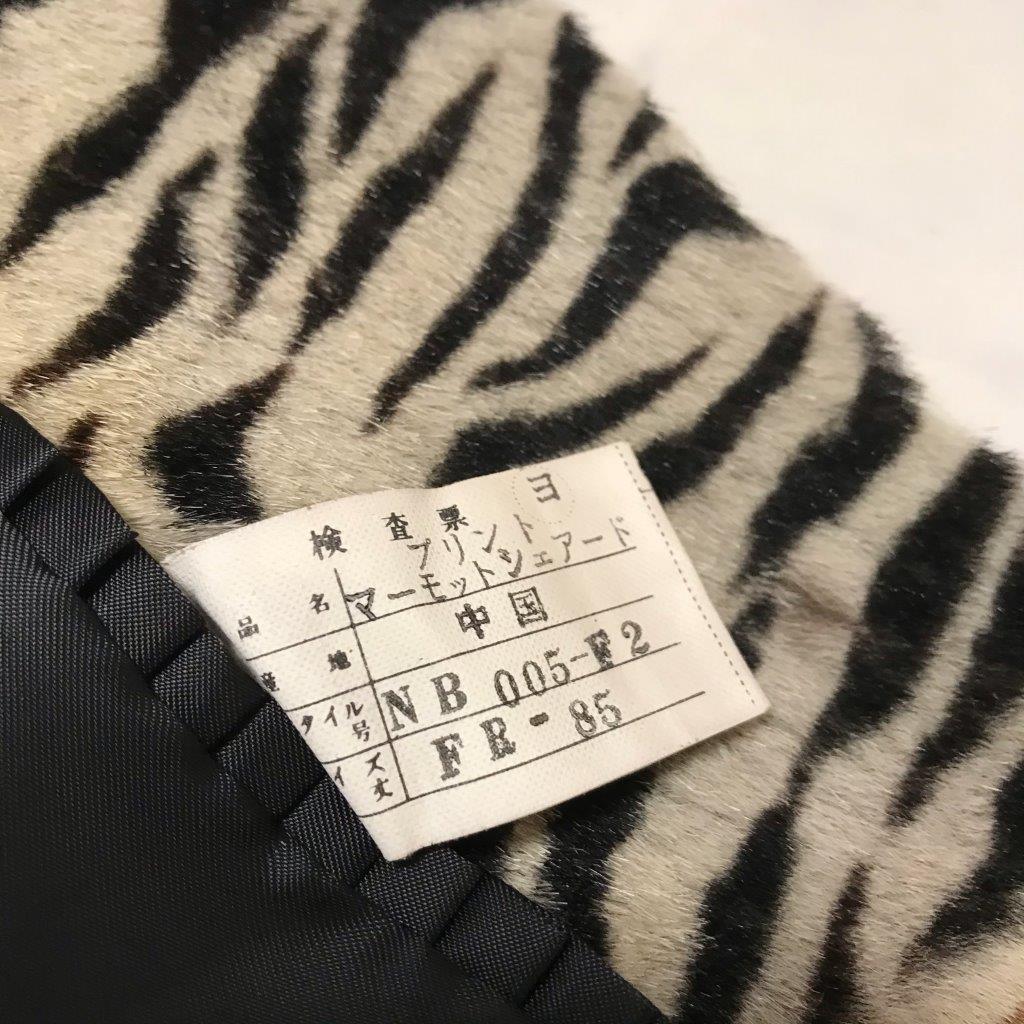 検査票 ヨ
プリント
品名 マーモットシェアード
産地 中国
タイル号 NB 005-F2
イズ丈 FR-85